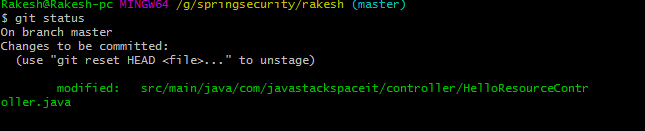 Rakesh@Rakesh-pc MINGW64 /g/springsecurity/rakesh (master)
$ git status
On branch master
Changes to be committed:
  (use "git reset HEAD <file>..." to unstage)

        modified:   src/main/java/com/javastackspaceit/controller/HelloResourceContr
oller.java